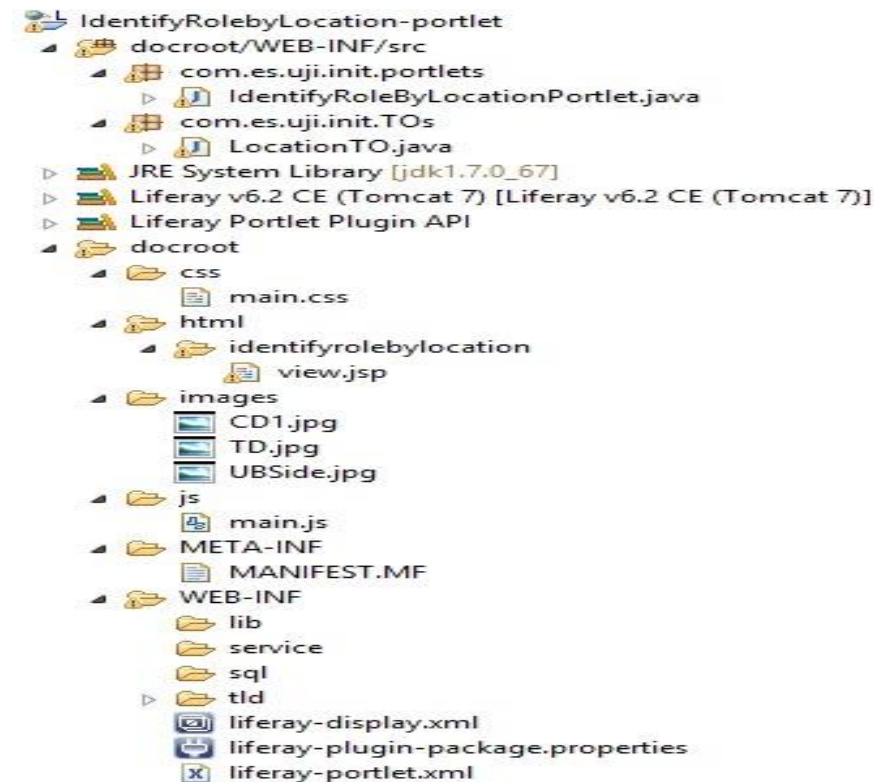 IdentifyRolebyLocation-portlet
docroot/WEB-INF/src
com.es.uji.init.portlets
IdentifyRoleByLocationPortlet.java
com.es.uji.init.TOs
LocationTO.java
JRE System Library [jdk1.7.0_67]
Liferay v6.2 CE (Tomcat 7) [Liferay v6.2 CE (Tomcat 7)]
Liferay Portlet Plugin API
docroot
css
main.css
html
identifyrolebylocation
view.jsp
images
CD1.jpg
TD.jpg
UBSide.jpg
js
main.js
META-INF
MANIFEST.MF
WEB-INF
lib
service
sql
tld
liferay-display.xml
liferay-plugin-package.properties
liferay-portlet.xml